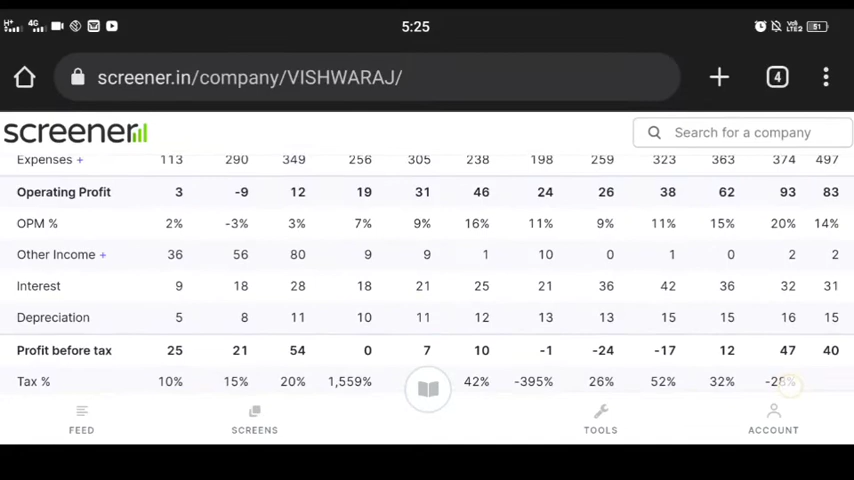 H+ 4G 5:25 Vo) LTE2 51
screener.in/company/VISHWARAJ/ 4
screener Search for a company
Expenses + 113 290 349 256 305 238 198 259 323 363 374 497
Operating Profit 3 -9 12 19 31 46 24 26 38 62 93 83
OPM % 2% -3% 3% 7% 9% 16% 11% 9% 11% 15% 20% 14%
Other Income + 36 56 80 9 9 1 10 0 1 0 2 2
Interest 9 18 28 18 21 25 21 36 42 36 32 31
Depreciation 5 8 11 10 11 12 13 13 15 15 16 15
Profit before tax 25 21 54 0 7 10 -1 -24 -17 12 47 40
Tax % 10% 15% 20% 1,559% 42% -395% 26% 52% 32% -28%
FEED SCREENS TOOLS ACCOUNT